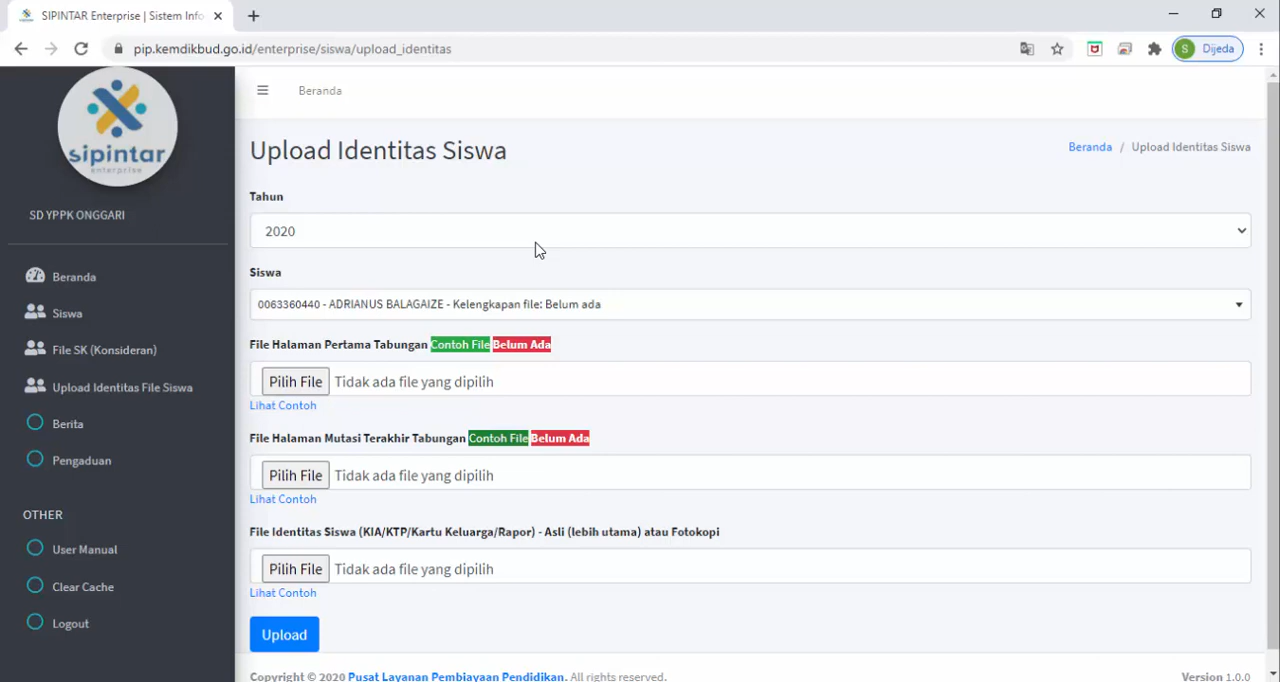 SIPINTAR Enterprise | Sistem Info
pip.kemdikbud.go.id/enterprise/siswa/upload_identitas
S
Dijeda
sipintar
enterprise
SD YPPK ONGGARI
Beranda
Siswa
File SK (Konsideran)
Upload Identitas File Siswa
Berita
Pengaduan
OTHER
User Manual
Clear Cache
Logout
Beranda
Upload Identitas Siswa
Beranda / Upload Identitas Siswa
Tahun
2020
Siswa
0063360440 - ADRIANUS BALAGAIZE - Kelengkapan file: Belum ada
File Halaman Pertama Tabungan Contoh File Belum Ada
Pilih File Tidak ada file yang dipilih
Lihat Contoh
File Halaman Mutasi Terakhir Tabungan Contoh File Belum Ada
Pilih File Tidak ada file yang dipilih
Lihat Contoh
File Identitas Siswa (KIA/KTP/Kartu Keluarga/Rapor) - Asli (lebih utama) atau Fotokopi
Pilih File Tidak ada file yang dipilih
Lihat Contoh
Upload
Copyright © 2020 Pusat Layanan Pembiayaan Pendidikan. All rights reserved.
Version 1.0.0